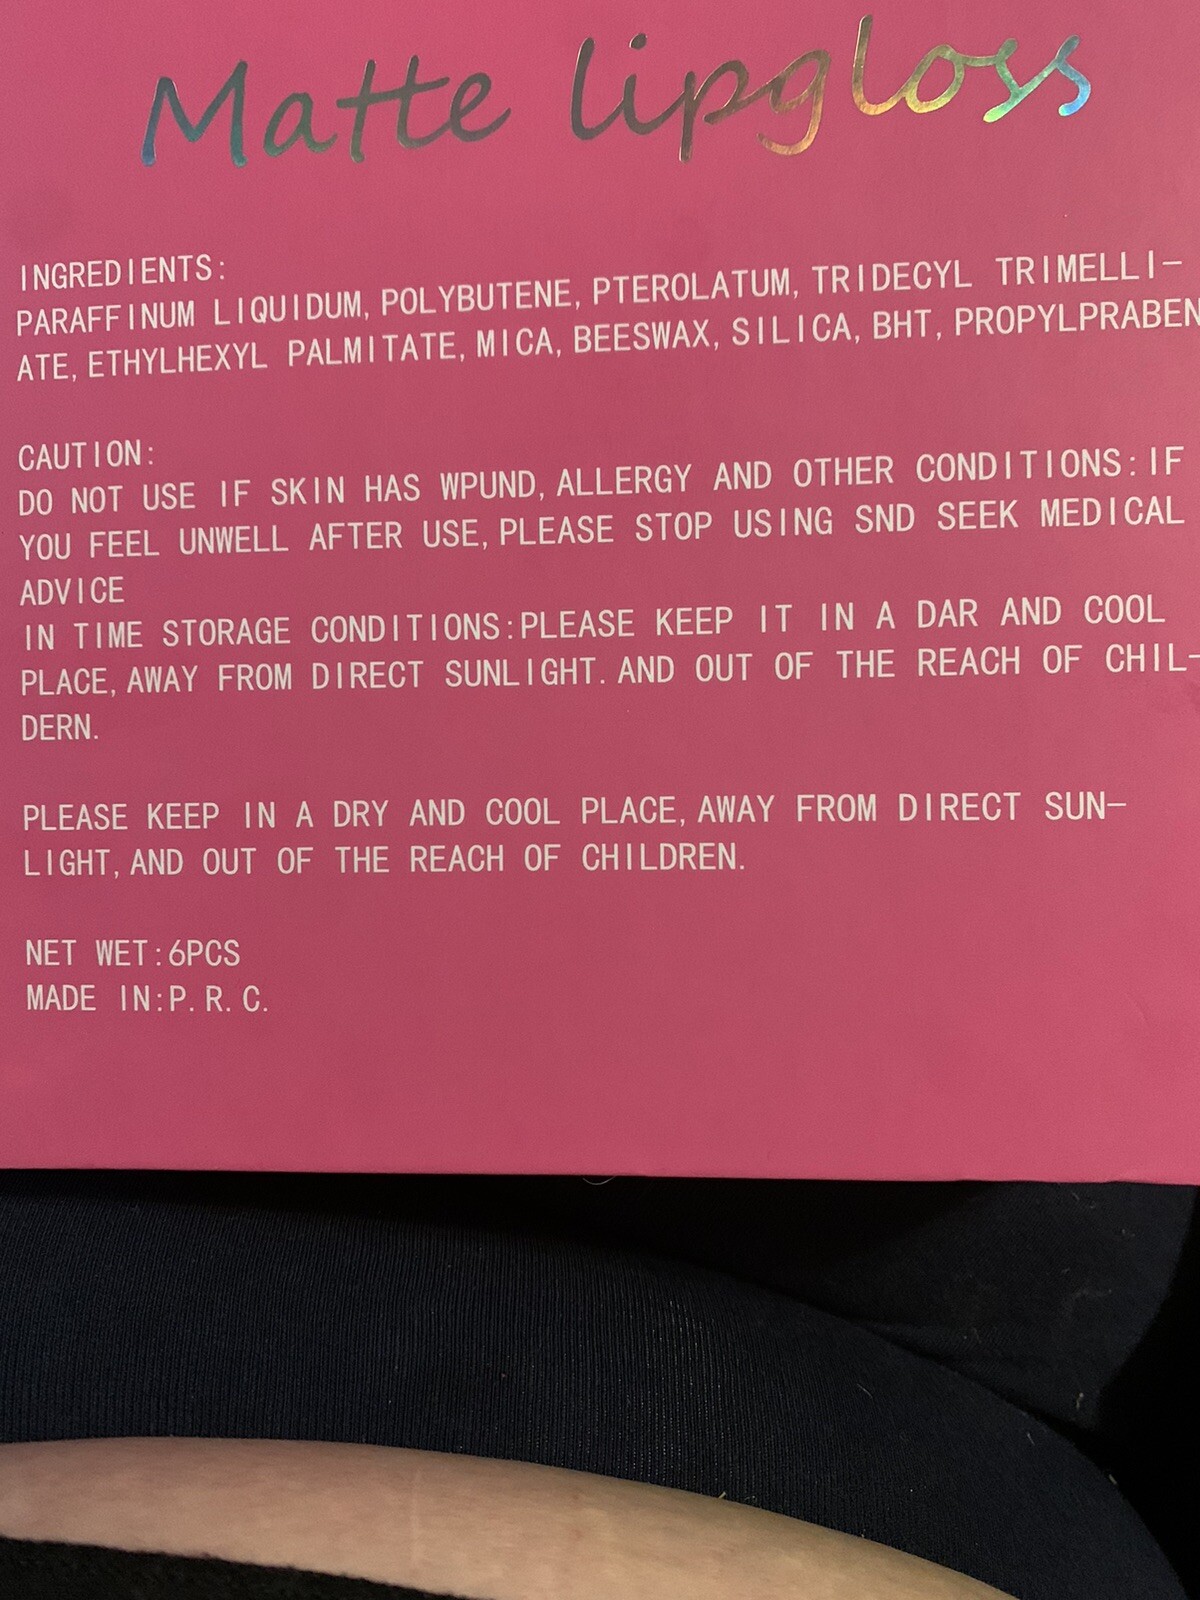 Matte lipgloss
INGREDIENTS:
PARAFFINUM LIQUIDUM, POLYBUTENE, PTEROLATUM, TRIDECYL TRIMELLI-
ATE, ETHYLHEXYL PALMITATE, MICA, BEESWAX, SILICA, BHT, PROPYLPRABEN
CAUTION:
DO NOT USE IF SKIN HAS WPUND, ALLERGY AND OTHER CONDITIONS:IF
YOU FEEL UNWELL AFTER USE, PLEASE STOP USING SND SEEK MEDICAL
ADVICE
IN TIME STORAGE CONDITIONS:PLEASE KEEP IT IN A DAR AND COOL
PLACE, AWAY FROM DIRECT SUNLIGHT. AND OUT OF THE REACH OF CHIL-
DERN.
PLEASE KEEP IN A DRY AND COOL PLACE, AWAY FROM DIRECT SUN-
LIGHT, AND OUT OF THE REACH OF CHILDREN.
NET WET:6PCS
MADE IN:P. R. C.